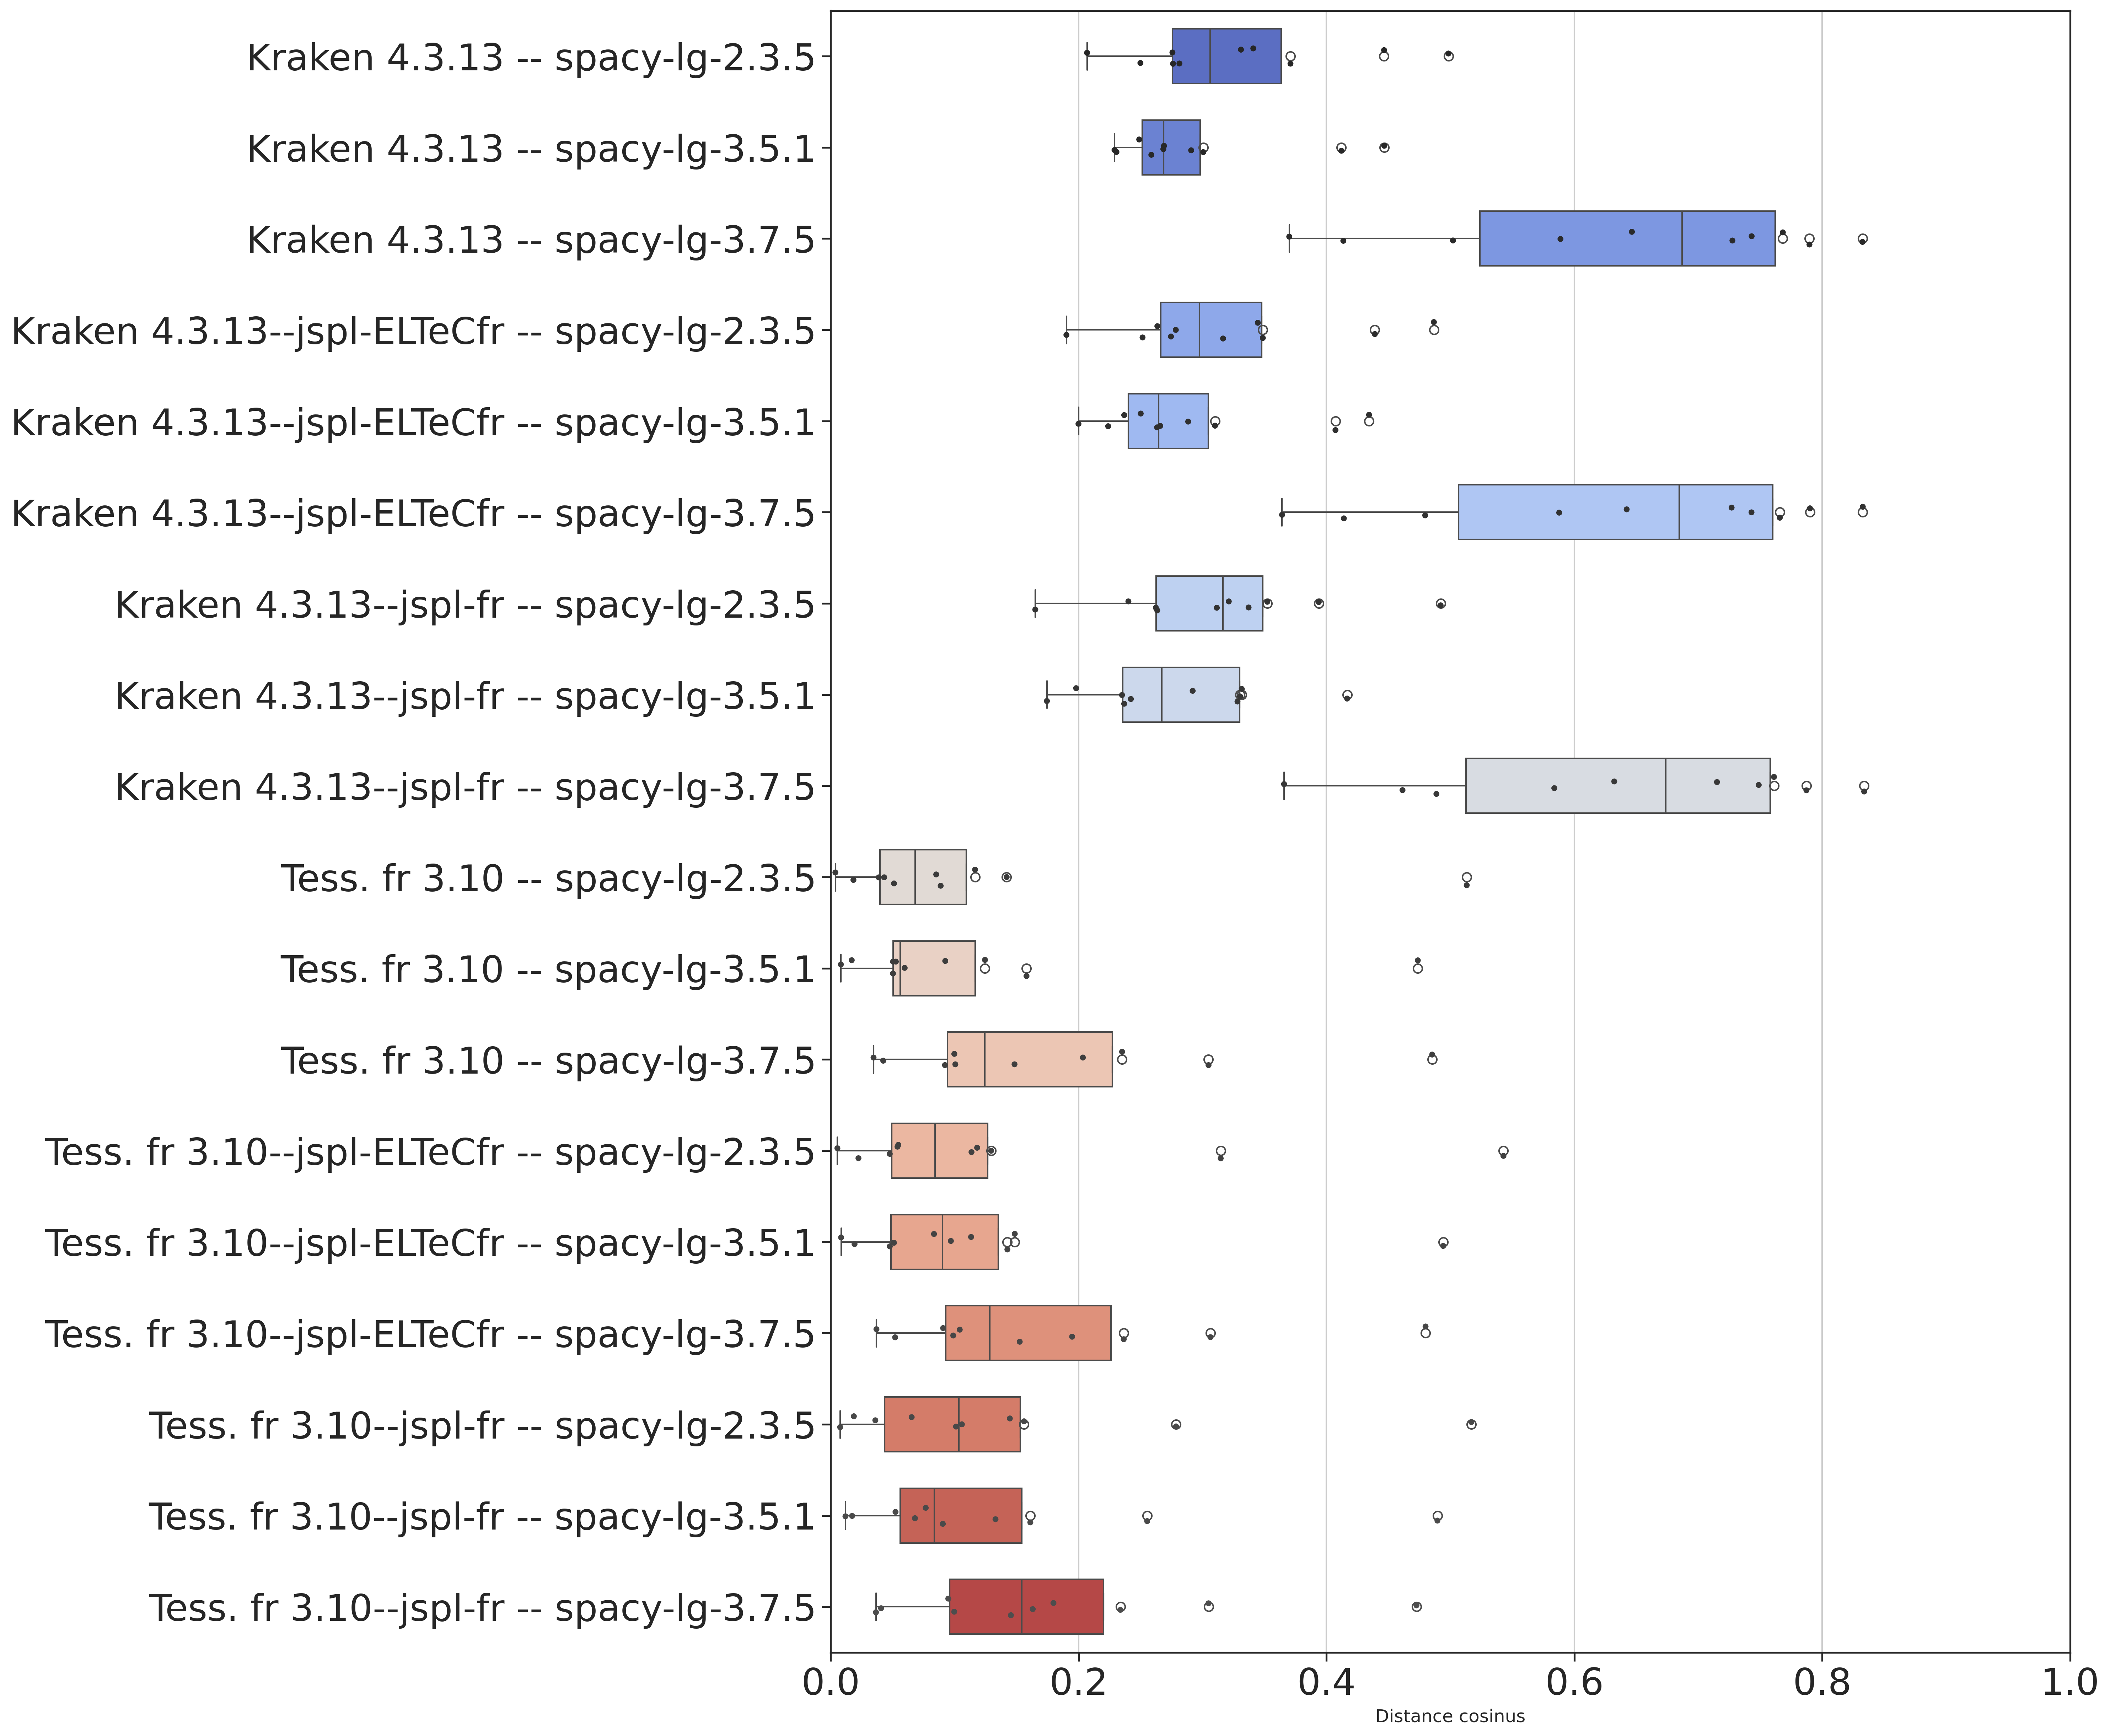 Kraken 4.3.13 -- spacy-lg-2.3.5
Kraken 4.3.13 -- spacy-lg-3.5.1
Kraken 4.3.13 -- spacy-lg-3.7.5
Kraken 4.3.13--jspl-ELTeCfr -- spacy-lg-2.3.5
Kraken 4.3.13--jspl-ELTeCfr -- spacy-lg-3.5.1
Kraken 4.3.13--jspl-ELTeCfr -- spacy-lg-3.7.5
Kraken 4.3.13--jspl-fr -- spacy-lg-2.3.5
Kraken 4.3.13--jspl-fr -- spacy-lg-3.5.1
Kraken 4.3.13--jspl-fr -- spacy-lg-3.7.5
Tess. fr 3.10 -- spacy-lg-2.3.5
Tess. fr 3.10 -- spacy-lg-3.5.1
Tess. fr 3.10 -- spacy-lg-3.7.5
Tess. fr 3.10--jspl-ELTeCfr -- spacy-lg-2.3.5
Tess. fr 3.10--jspl-ELTeCfr -- spacy-lg-3.5.1
Tess. fr 3.10--jspl-ELTeCfr -- spacy-lg-3.7.5
Tess. fr 3.10--jspl-fr -- spacy-lg-2.3.5
Tess. fr 3.10--jspl-fr -- spacy-lg-3.5.1
Tess. fr 3.10--jspl-fr -- spacy-lg-3.7.5
0.0 0.2 0.4 0.6 0.8 1.0
Distance cosinus